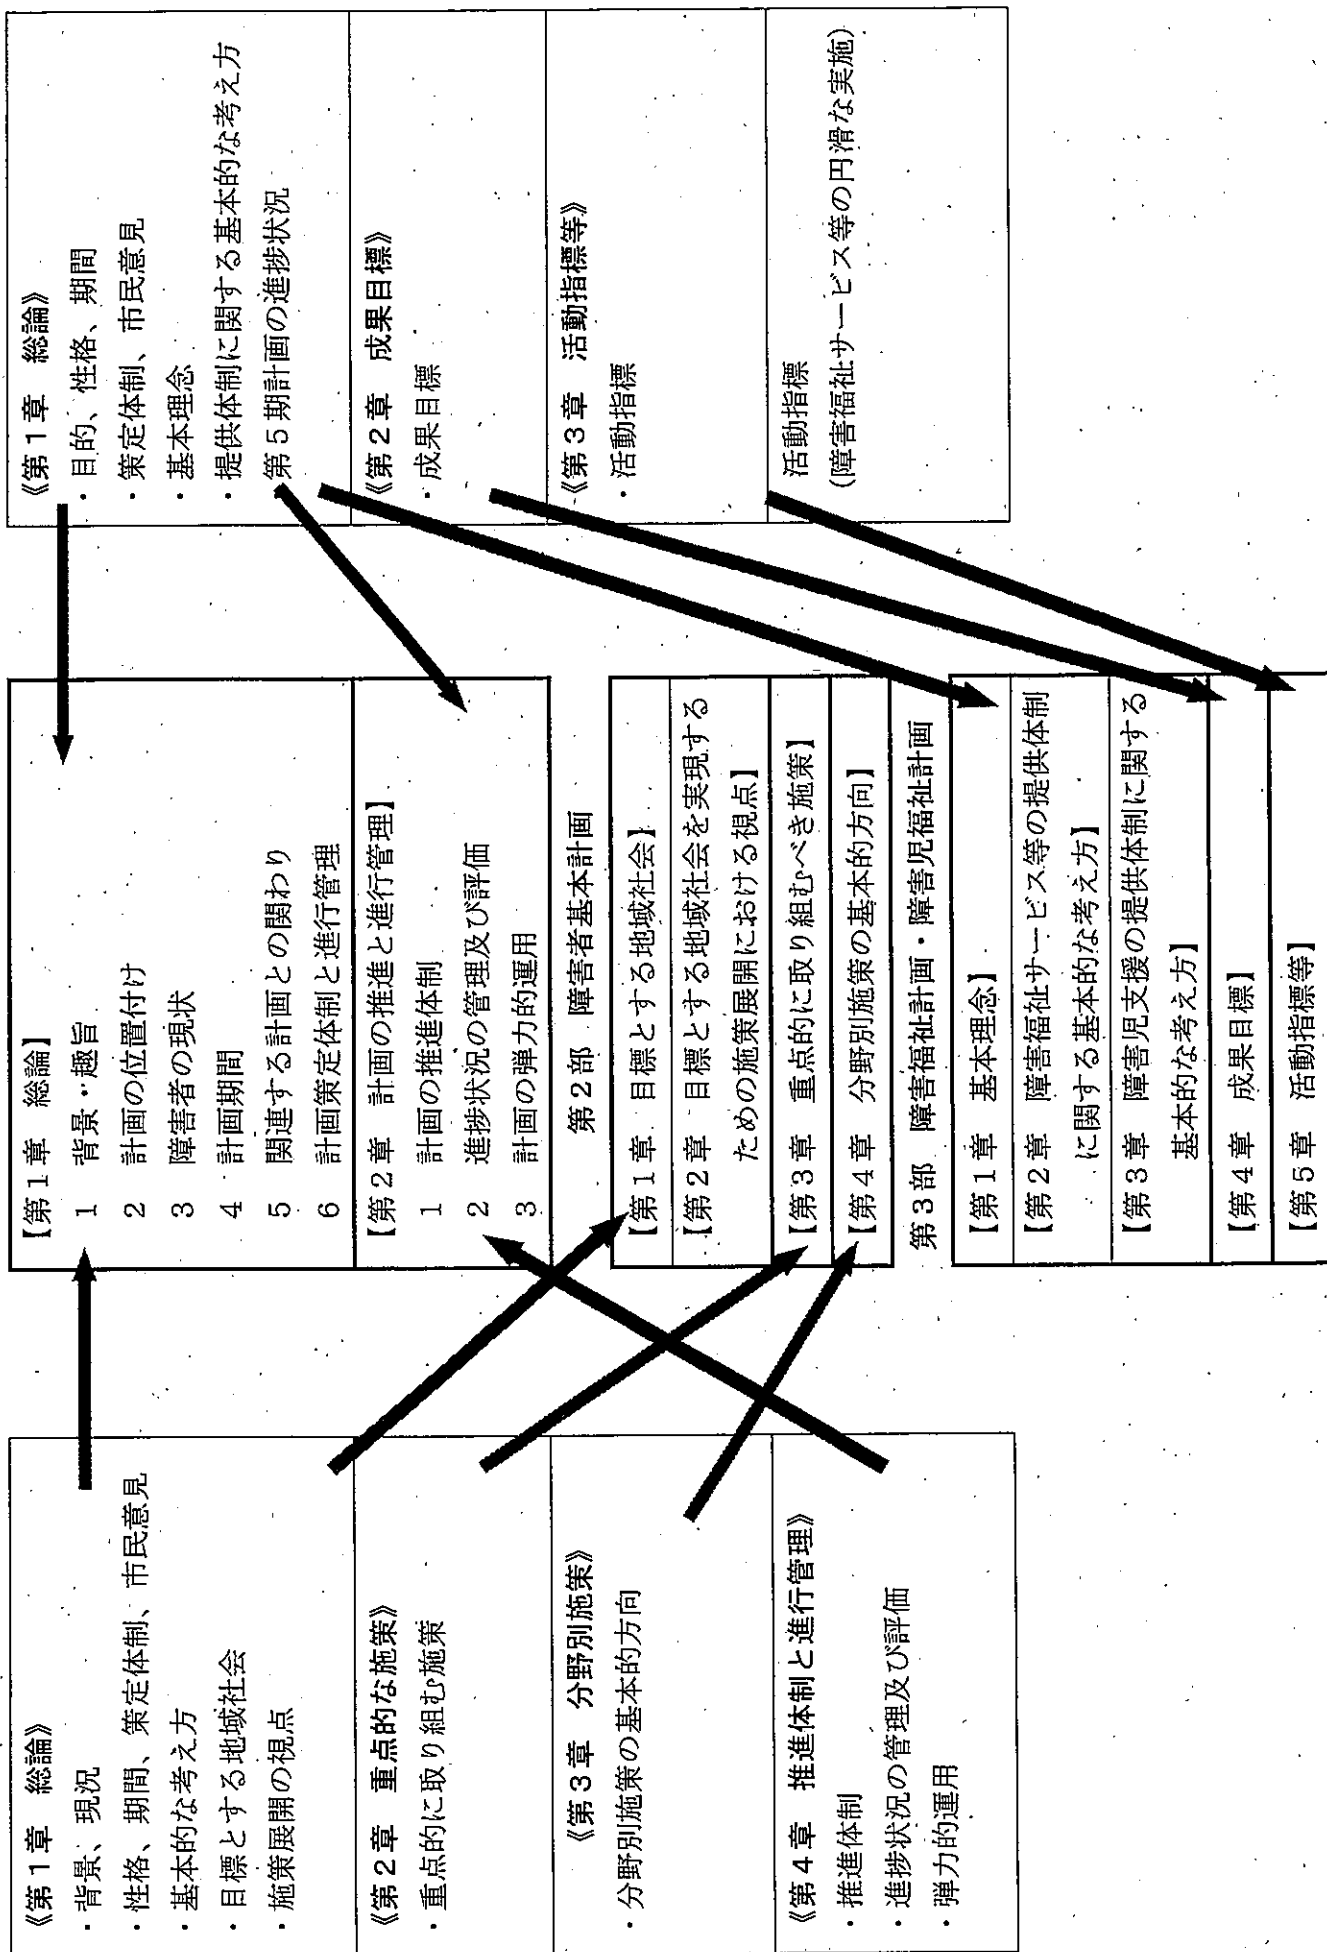 《第1章　総論》
・背景、現況
・性格、期間、策定体制、市民意見
・基本的な考え方
・目標とする地域社会
・施策展開の視点
《第2章　重点的な施策》
・重点的に取り組む施策
《第3章　分野別施策》
・分野別施策の基本的方向
《第4章　推進体制と進行管理》
・推進体制
・進捗状況の管理及び評価
・弾力的運用
【第1章　総論】
1　背景・趣旨
2　計画の位置付け
3　障害者の現状
4　計画期間
5　関連する計画との関わり
6　計画策定体制と進行管理
【第2章　計画の推進と進行管理】
1　計画の推進体制
2　進捗状況の管理及び評価
3　計画の弾力的運用
第2部　障害者基本計画
【第1章　目標とする地域社会】
【第2章　目標とする地域社会を実現する
ための施策展開における視点】
【第3章　重点的に取り組むべき施策】
【第4章　分野別施策の基本的方向】
第3部　障害福祉計画・障害児福祉計画
【第1章　基本理念】
【第2章　障害福祉サービス等の提供体制
に関する基本的な考え方】
【第3章　障害児支援の提供体制に関する
基本的な考え方】
【第4章　成果目標】
【第5章　活動指標等】
《第1章　総論》
・目的、性格、期間
・策定体制、市民意見
・基本理念
・提供体制に関する基本的な考え方
第5期計画の進捗状況
《第2章　成果目標》
・成果目標
《第3章　活動指標等》
・活動指標
活動指標
(障害福祉サービス等の円滑な実施)